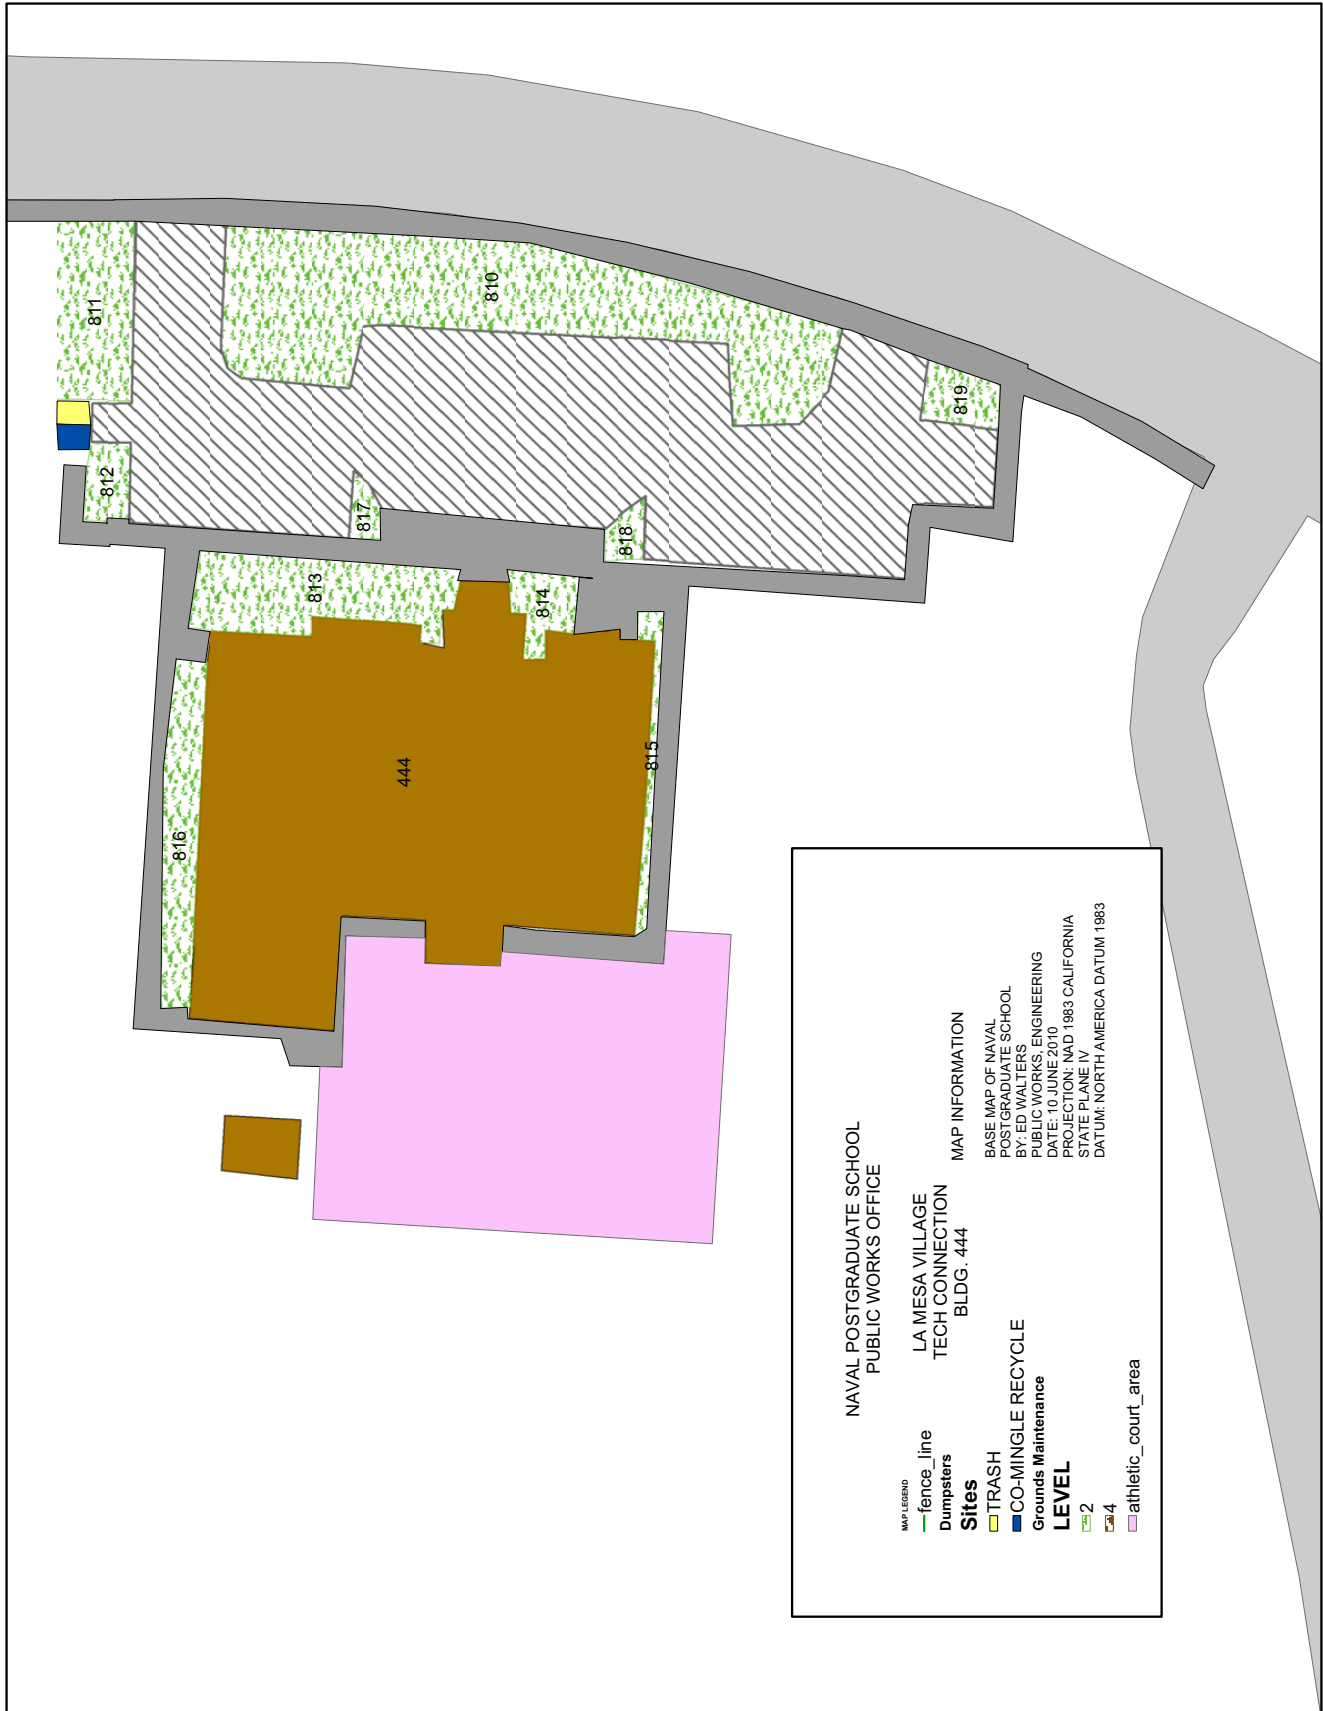 811
810
812
819
817
818
813
814
444
815
816
NAVAL POSTGRADUATE SCHOOL
PUBLIC WORKS OFFICE
LA MESA VILLAGE
TECH CONNECTION
BLDG. 444
MAP INFORMATION
BASE MAP OF NAVAL
POSTGRADUATE SCHOOL
BY: ED WALTERS
PUBLIC WORKS, ENGINEERING
DATE: 10 JUNE 2010
PROJECTION: NAD 1983 CALIFORNIA
STATE PLANE IV
DATUM: NORTH AMERICA DATUM 1983
MAP LEGEND
fence_line
Dumpsters
Sites
TRASH
CO-MINGLE RECYCLE
Grounds Maintenance
LEVEL
2
4
athletic_court_area